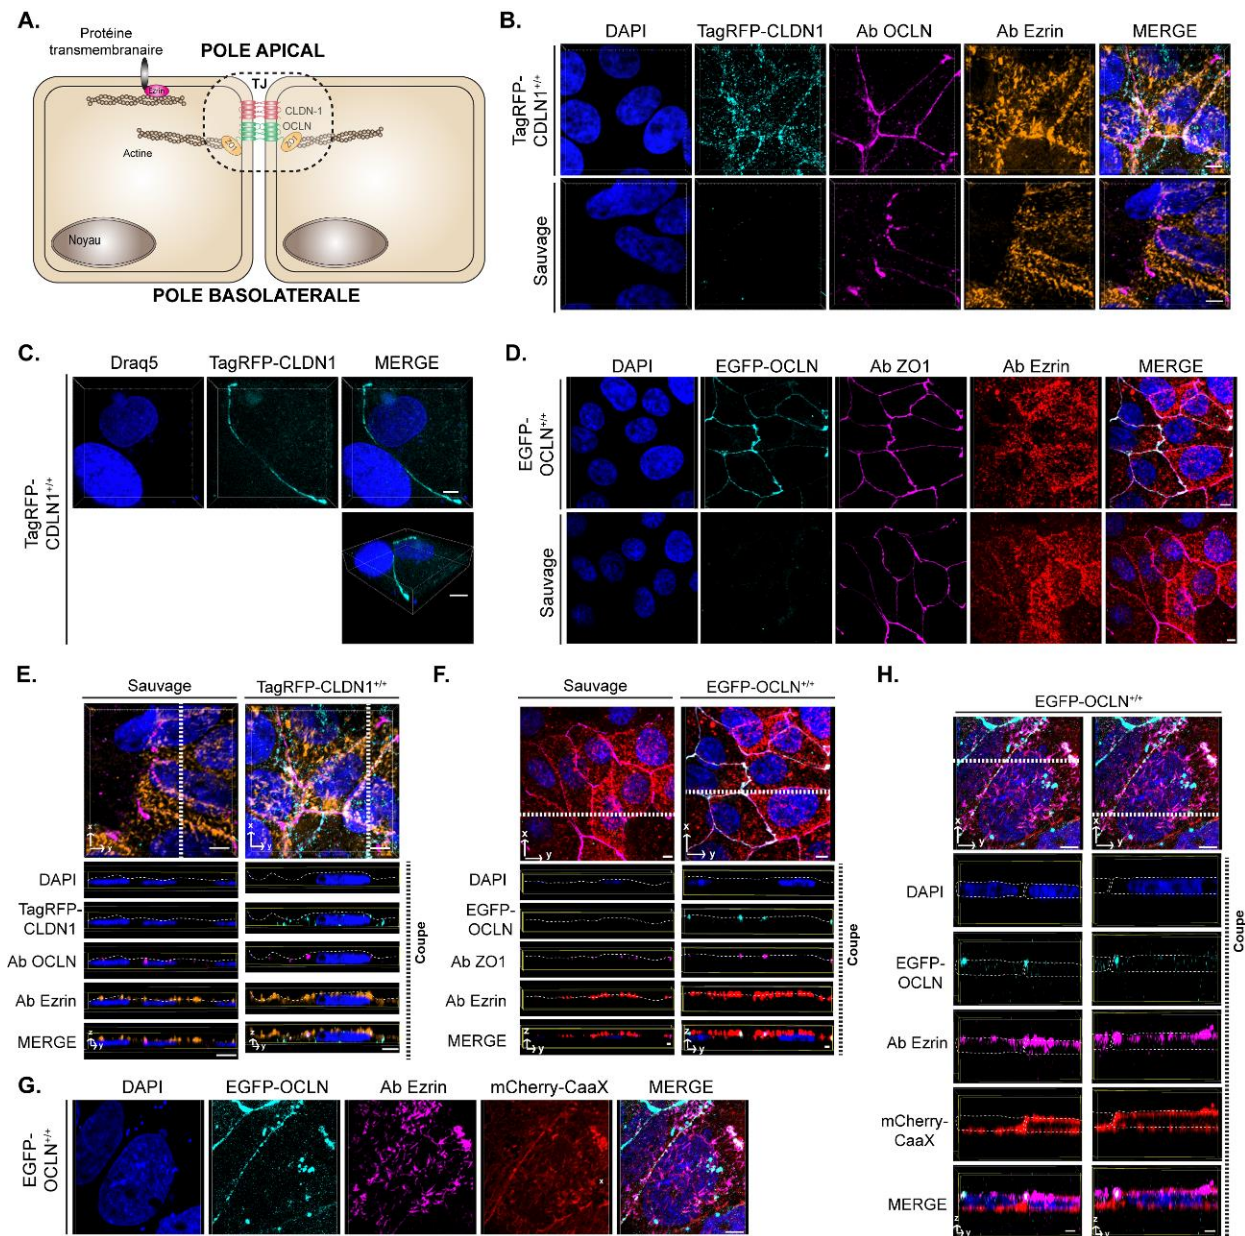 A.
Protéine
transmembranaire
POLE APICAL
Ezrin
TJ
CLDN-1
OCLN
Actine
Noyau
POLE BASOLATERALE
B.
DAPI TagRFP-CLDN1 Ab OCLN Ab Ezrin MERGE
TagRFP-
CDLN1+/+
Sauvage
C.
Draq5 TagRFP-CLDN1 MERGE
TagRFP-
CDLN1+/+
D.
DAPI EGFP-OCLN Ab ZO1 Ab Ezrin MERGE
EGFP-
OCLN+/+
Sauvage
E.
Sauvage TagRFP-CLDN1+/+
x y x y
DAPI
TagRFP-
CLDN1
Ab OCLN
Ab Ezrin
MERGE
z y z y
Coupe
F.
Sauvage EGFP-OCLN+/+
x y x y
DAPI
EGFP-
OCLN
Ab ZO1
Ab Ezrin
MERGE
z y z y
Coupe
G.
DAPI EGFP-OCLN Ab Ezrin mCherry-CaaX MERGE
EGFP-
OCLN+/+
H.
EGFP-OCLN+/+
x y x y
DAPI
EGFP-
OCLN
Ab Ezrin
mCherry-
CaaX
MERGE
z y z y
Coupe